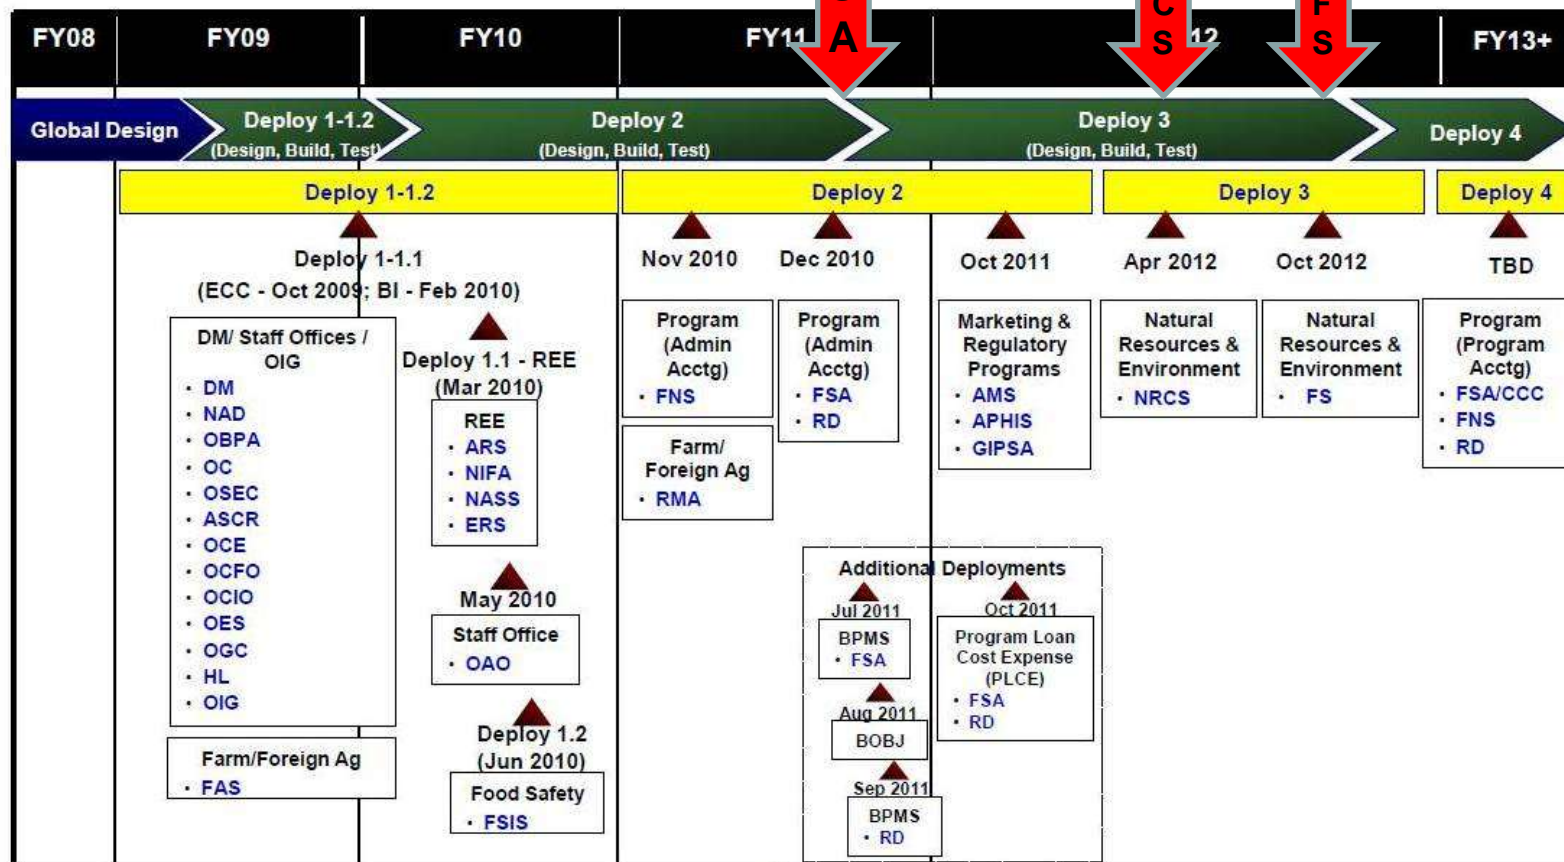 FY08
FY09
FY10
FY11
12
FY13+
A
C
S
F
S
Global Design
Deploy 1-1.2
(Design, Build, Test)
Deploy 2
(Design, Build, Test)
Deploy 3
(Design, Build, Test)
Deploy 4
Deploy 1-1.2
Deploy 2
Deploy 3
Deploy 4
Deploy 1-1.1
(ECC - Oct 2009; BI - Feb 2010)
DM/ Staff Offices /
OIG
· DM
· NAD
· OBPA
· OC
· OSEC
· ASCR
· OCE
· OCFO
· OCIO
· OES
· OGC
· HL
· OIG
Farm/Foreign Ag
· FAS
Deploy 1.1 - REE
(Mar 2010)
REE
· ARS
· NIFA
· NASS
· ERS
May 2010
Staff Office
· OAO
Deploy 1.2
(Jun 2010)
Food Safety
· FSIS
Nov 2010
Program
(Admin
Acctg)
· FNS
Farm/
Foreign Ag
· RMA
Dec 2010
Program
(Admin
Acctg)
· FSA
· RD
Oct 2011
Marketing &
Regulatory
Programs
· AMS
· APHIS
· GIPSA
Apr 2012
Natural
Resources &
Environment
· NRCS
Oct 2012
Natural
Resources &
Environment
· FS
TBD
Program
(Program
Acctg)
· FSA/CCC
· FNS
· RD
Additional Deployments
Jul 2011
BPMS
· FSA
Aug 2011
BOBJ
Sep 2011
BPMS
· RD
Oct 2011
Program Loan
Cost Expense
(PLCE)
· FSA
· RD